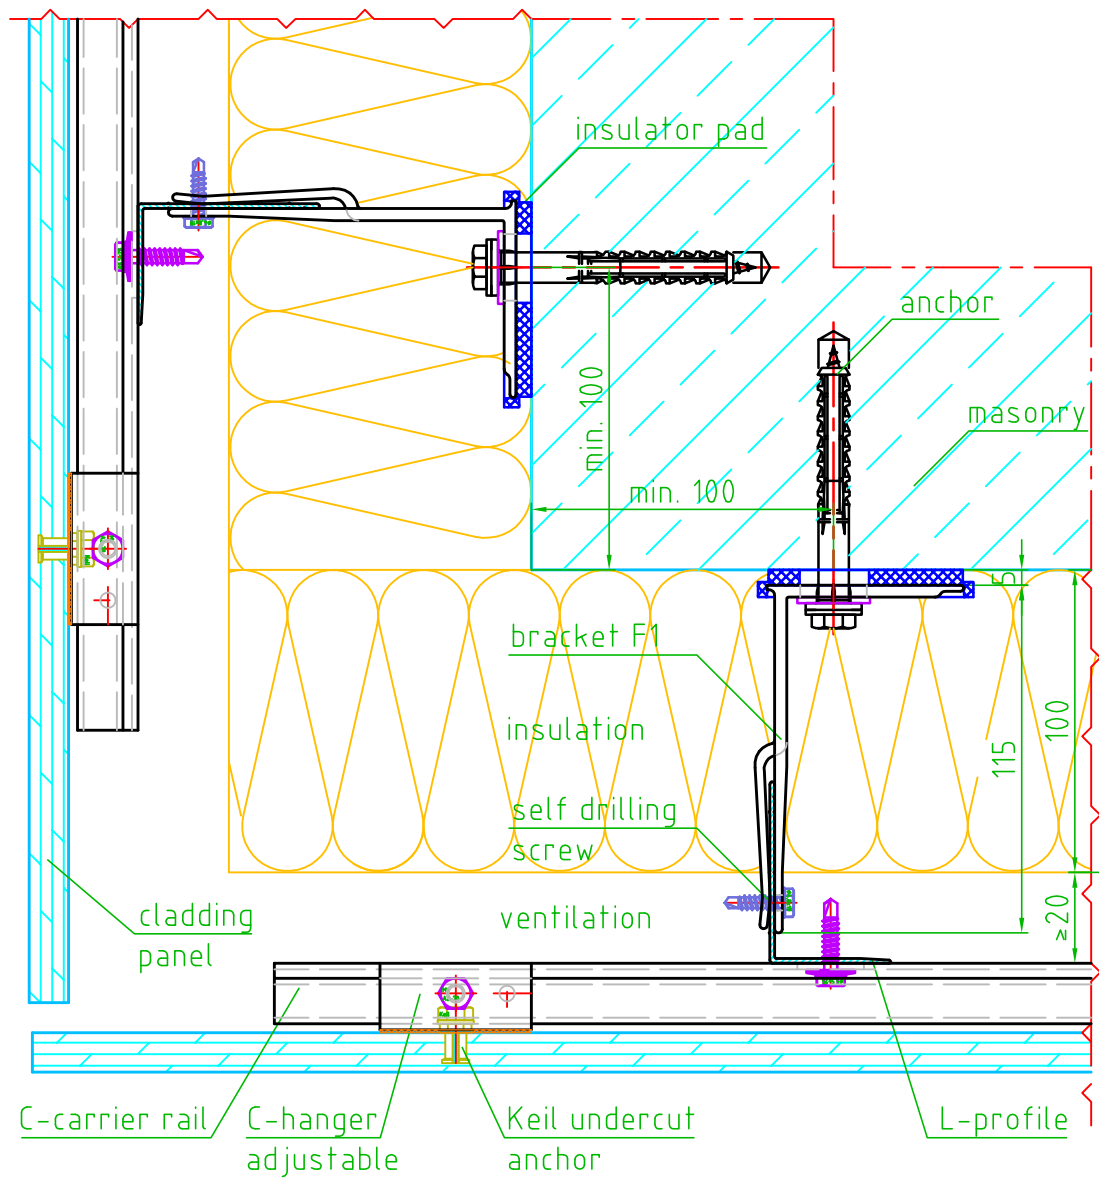 insulator pad
anchor
min. 100
masonry
min. 100
5
bracket F1
insulation
100
115
self drilling
screw
cladding
panel
ventilation
≥20
C-carrier rail
C-hanger
adjustable
Keil undercut
anchor
L-profile